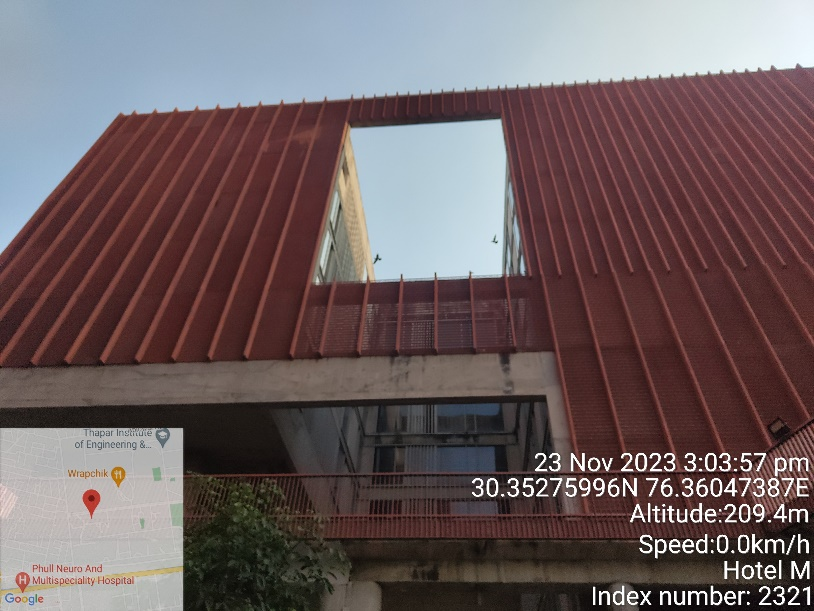 Thapar Institute
of Engineering &...
Wrapchik
Phull Neuro And
Multispeciality Hospital
Google
23 Nov 2023 3:03:57 pm
30.35275996N 76.36047387E
Altitude:209.4m
Speed:0.0km/h
Hotel M
Index number: 2321